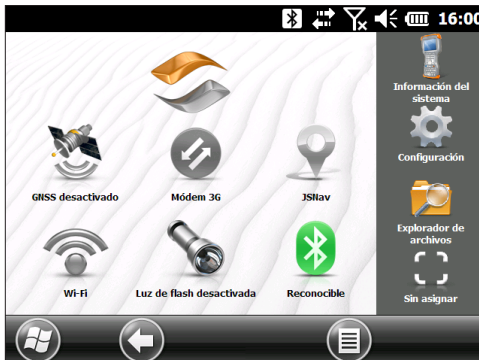 16:00
Información del
sistema
GNSS desactivado
Módem 3G
JSNav
Configuración
Explorador de
archivos
Wi-Fi
Luz de flash desactivada
Reconocible
Sin asignar